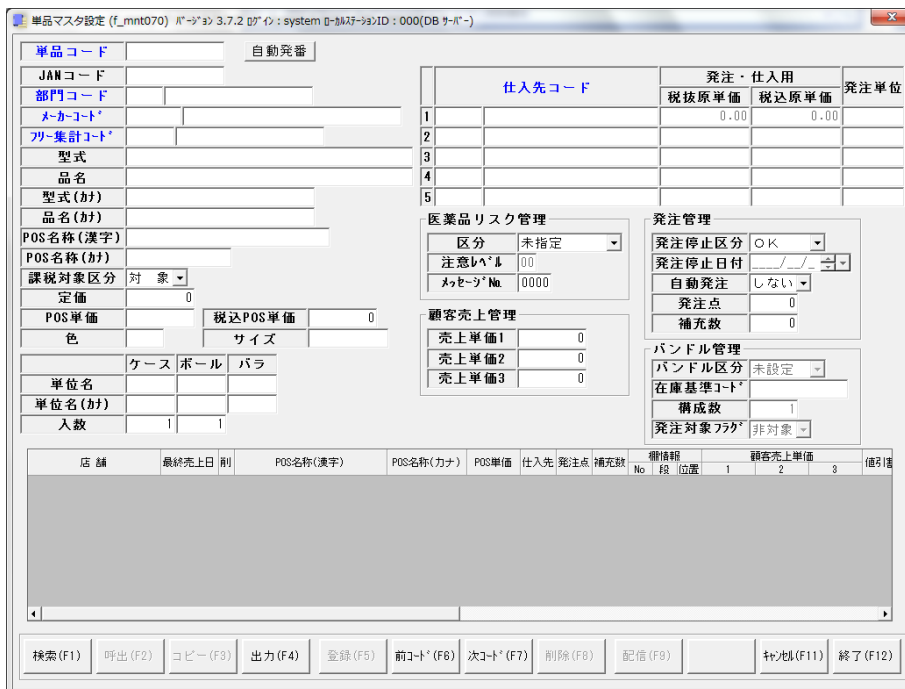 単品マスタ設定 (f_mnt070) ﾊﾞｰｼﾞｮﾝ 3.7.2 ﾛｸﾞｲﾝ : system ﾛｰｶﾙｽﾃｰｼｮﾝID : 000(DB ｻｰﾊﾞｰ)
単品コード 自動発番
JANコード
部門コード
ﾒｰｶｰｺｰﾄﾞ
ﾌﾘｰ集計ｺｰﾄﾞ
型式
品名
型式(ｶﾅ)
品名(ｶﾅ)
POS名称(漢字)
POS名称(ｶﾅ)
課税対象区分 対 象
定価 0
POS単価 税込POS単価 0
色 サイズ
ケース ボール バラ
単位名
単位名(ｶﾅ)
入数 1 1
仕入先コード 発注・仕入用 発注単位
税抜原単価 税込原単価
1 0.00 0.00
2
3
4
5
医薬品リスク管理
区分 未指定
注意ﾚﾍﾞﾙ 00
ﾒｯｾｰｼﾞNo. 0000
顧客売上管理
売上単価1 0
売上単価2 0
売上単価3 0
発注管理
発注停止区分 OK
発注停止日付 ____/__/_
自動発注 しない
発注点 0
補充数 0
バンドル管理
バンドル区分 未設定
在庫基準ｺｰﾄﾞ
構成数 1
発注対象ﾌﾗｸﾞ 非対象
店 舗 最終売上日 削 POS名称(漢字) POS名称(カナ) POS単価 仕入先 発注点 補充数 棚情報 顧客売上単価 値引
No 段 位置 1 2 3
検索(F1) 呼出(F2) コピー(F3) 出力(F4) 登録(F5) 前ｺｰﾄﾞ(F6) 次ｺｰﾄﾞ(F7) 削除(F8) 配信(F9) ｷｬﾝｾﾙ(F11) 終了(F12)